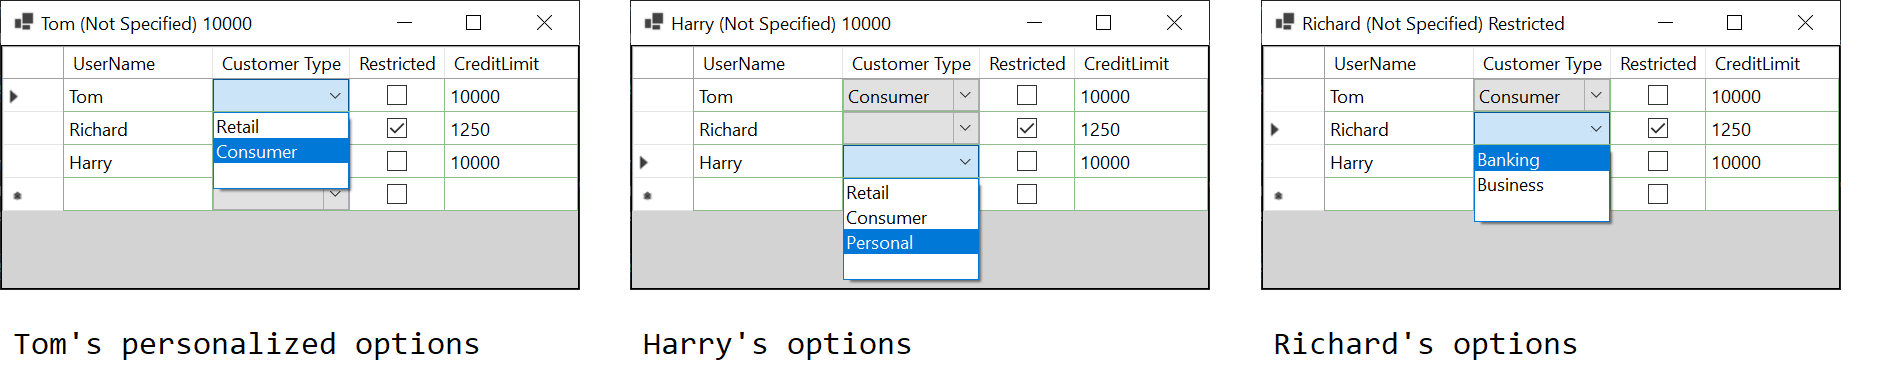 Tom (Not Specified) 10000
UserName Customer Type Restricted CreditLimit
Tom 10000
Richard Retail 1250
Consumer
Harry 10000
Tom's personalized options
Harry (Not Specified) 10000
UserName Customer Type Restricted CreditLimit
Tom Consumer 10000
Richard 1250
Harry 10000
Retail
Consumer
Personal
Harry's options
Richard (Not Specified) Restricted
UserName Customer Type Restricted CreditLimit
Tom Consumer 10000
Richard 1250
Harry Banking 10000
Business
Richard's options